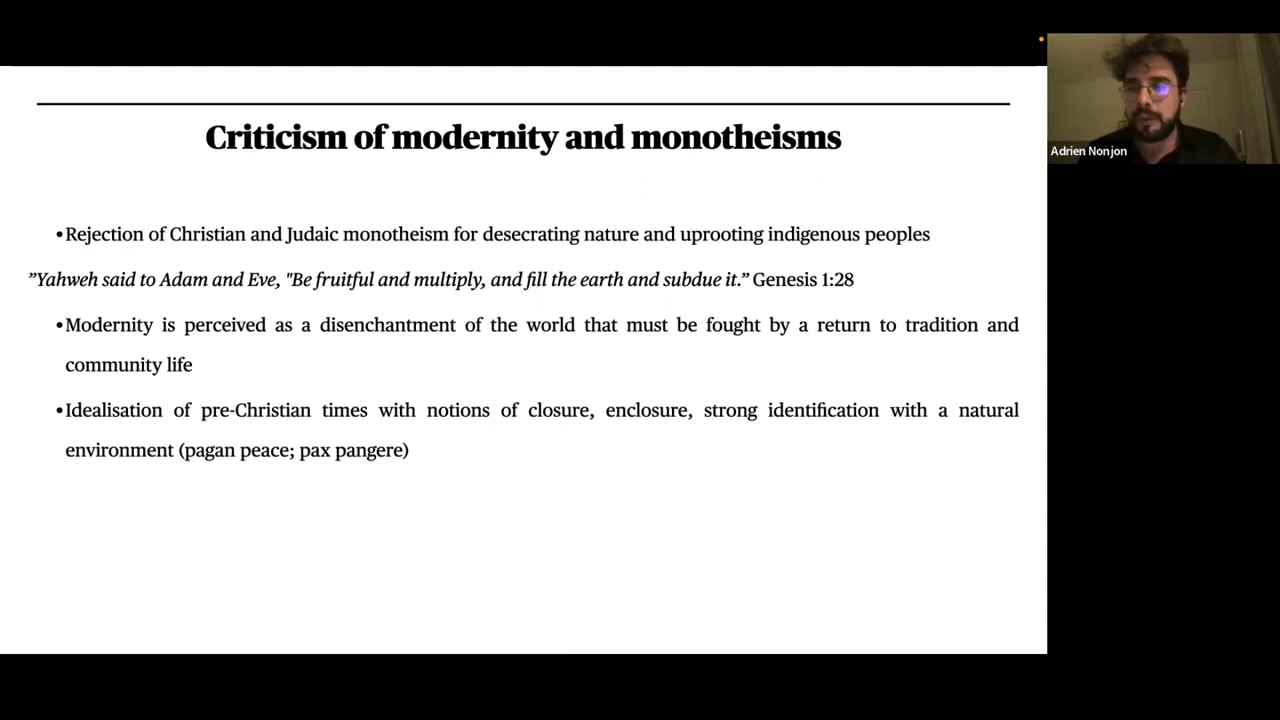 Criticism of modernity and monotheisms
Adrien Nonjon
•Rejection of Christian and Judaic monotheism for desecrating nature and uprooting indigenous peoples
”Yahweh said to Adam and Eve, "Be fruitful and multiply, and fill the earth and subdue it.” Genesis 1:28
•Modernity is perceived as a disenchantment of the world that must be fought by a return to tradition and
community life
•Idealisation of pre-Christian times with notions of closure, enclosure, strong identification with a natural
environment (pagan peace; pax pangere)